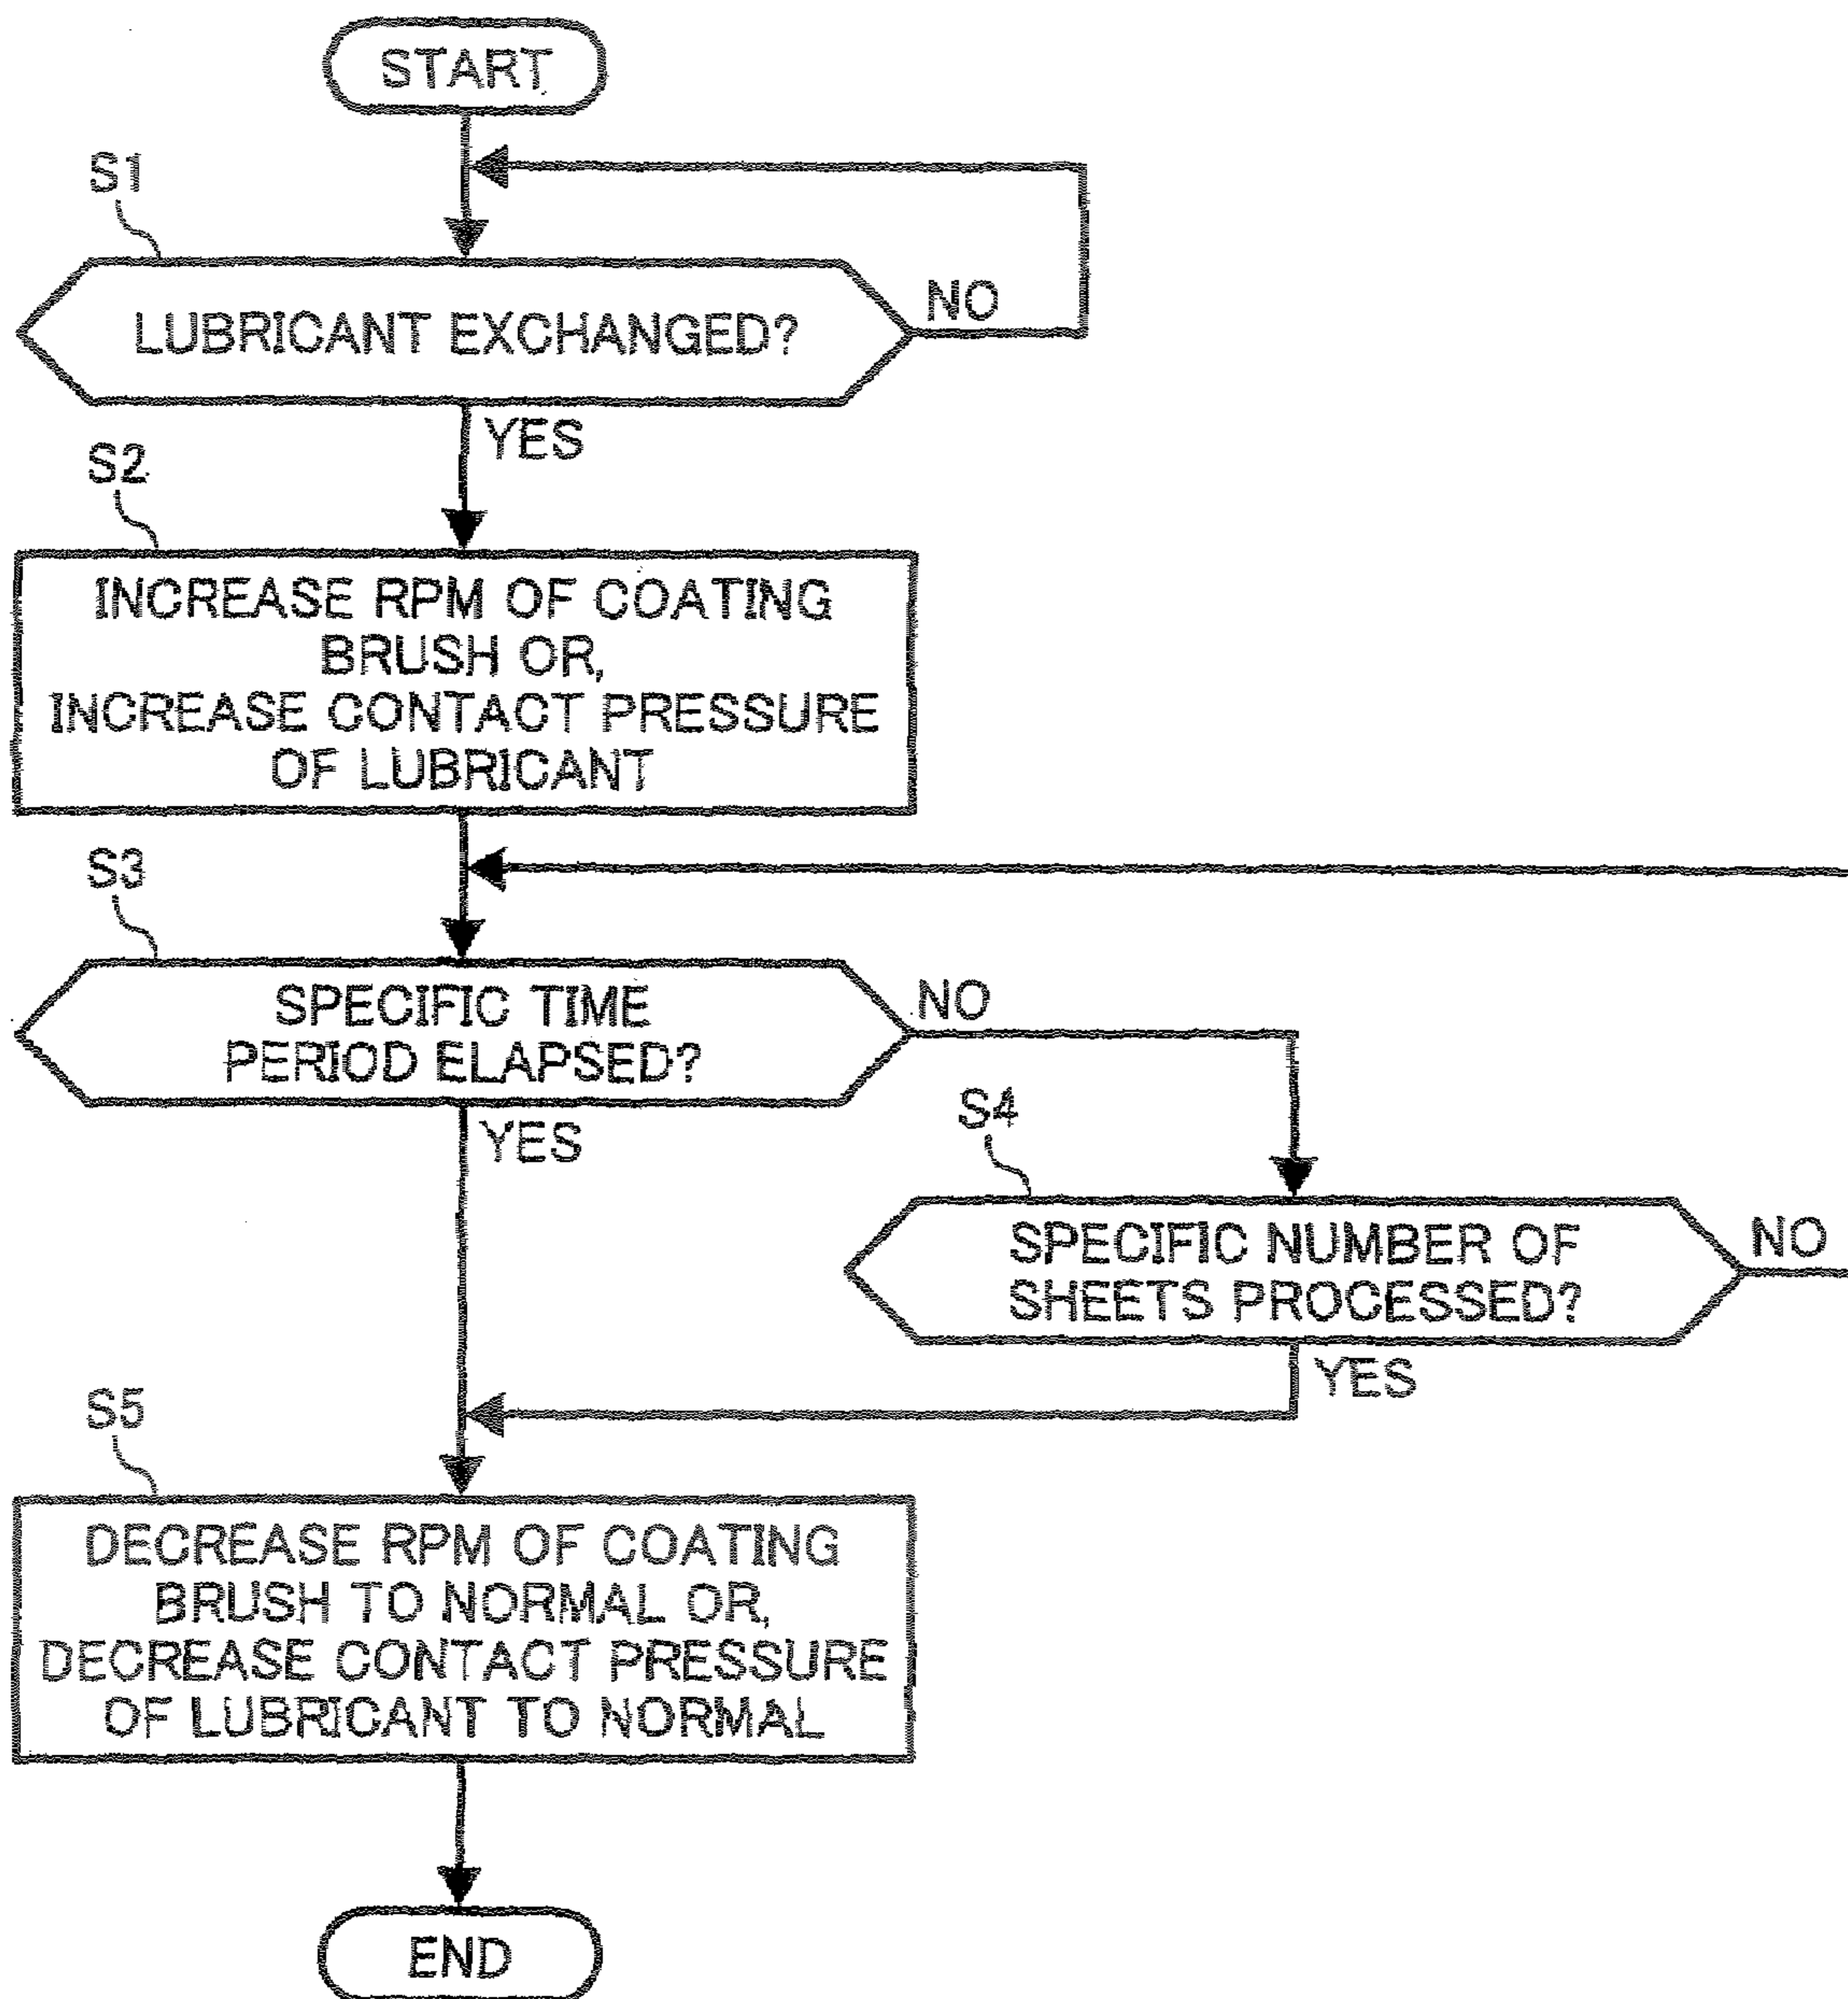 START
S1
LUBRICANT EXCHANGED?
NO
YES
S2
INCREASE RPM OF COATING
BRUSH OR,
INCREASE CONTACT PRESSURE
OF LUBRICANT
S3
SPECIFIC TIME
PERIOD ELAPSED?
NO
YES
S4
SPECIFIC NUMBER OF
SHEETS PROCESSED?
NO
YES
S5
DECREASE RPM OF COATING
BRUSH TO NORMAL OR,
DECREASE CONTACT PRESSURE
OF LUBRICANT TO NORMAL
END